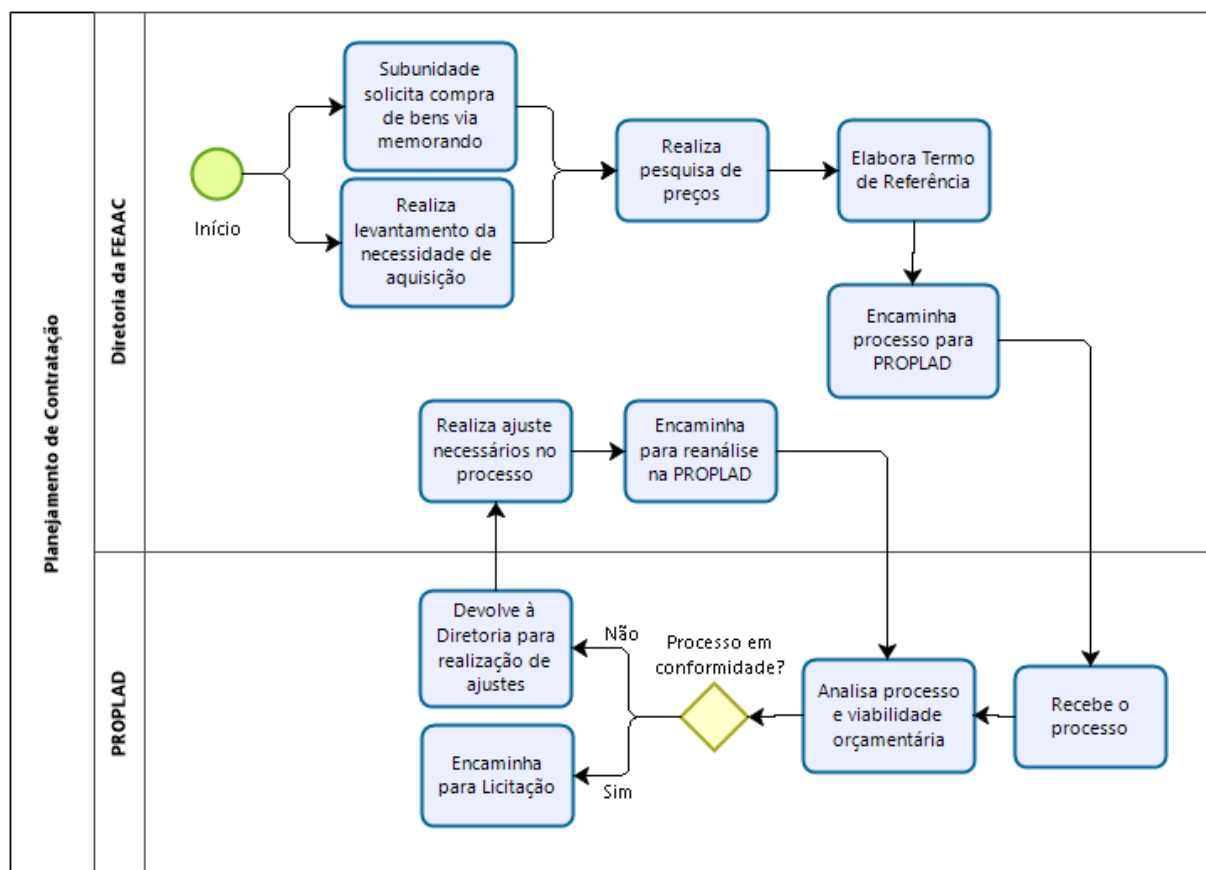 Planejamento de Contratação
Diretoria da FEAAC
Início
Subunidade
solicita compra
de bens via
memorando
Realiza
levantamento da
necessidade de
aquisição
Realiza
pesquisa de
preços
Elabora Termo
de Referência
Encaminha
processo para
PROPLAD
Realiza ajuste
necessários no
processo
Encaminha
para reanálise
na PROPLAD
PROPLAD
Devolve à
Diretoria para
realização de
ajustes
Não
Processo em
conformidade?
Analisa processo
e viabilidade
orçamentária
Recebe o
processo
Encaminha
para Licitação
Sim